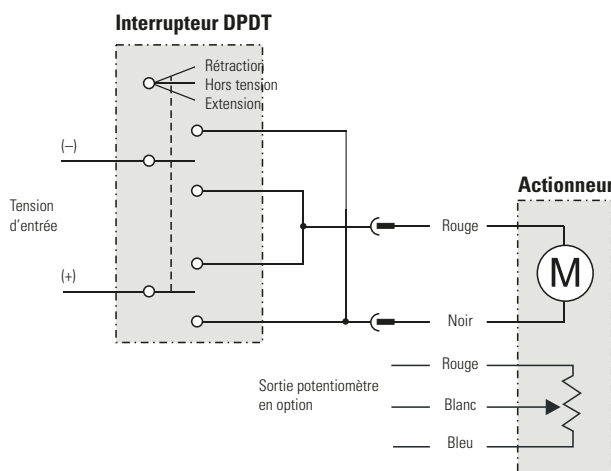 Interrupteur DPDT
Rétraction
Hors tension
Extension
(–)
Tension
d'entrée
(+)
Actionneur
Rouge
M
Noir
Rouge
Sortie potentiomètre
en option
Blanc
Bleu